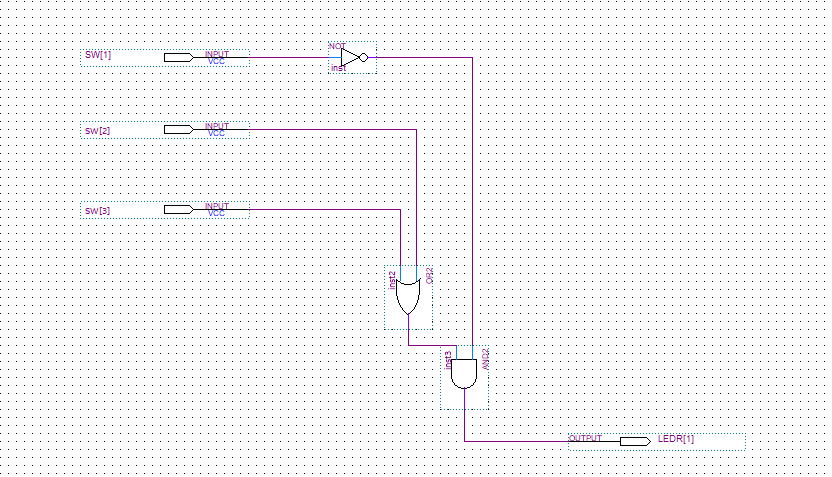 NOT
SW[1]
INPUT
VCC
inst
SW[2]
INPUT
VCC
SW[3]
INPUT
VCC
inst2
OR2
inst3
AND2
OUTPUT
LEDR[1]